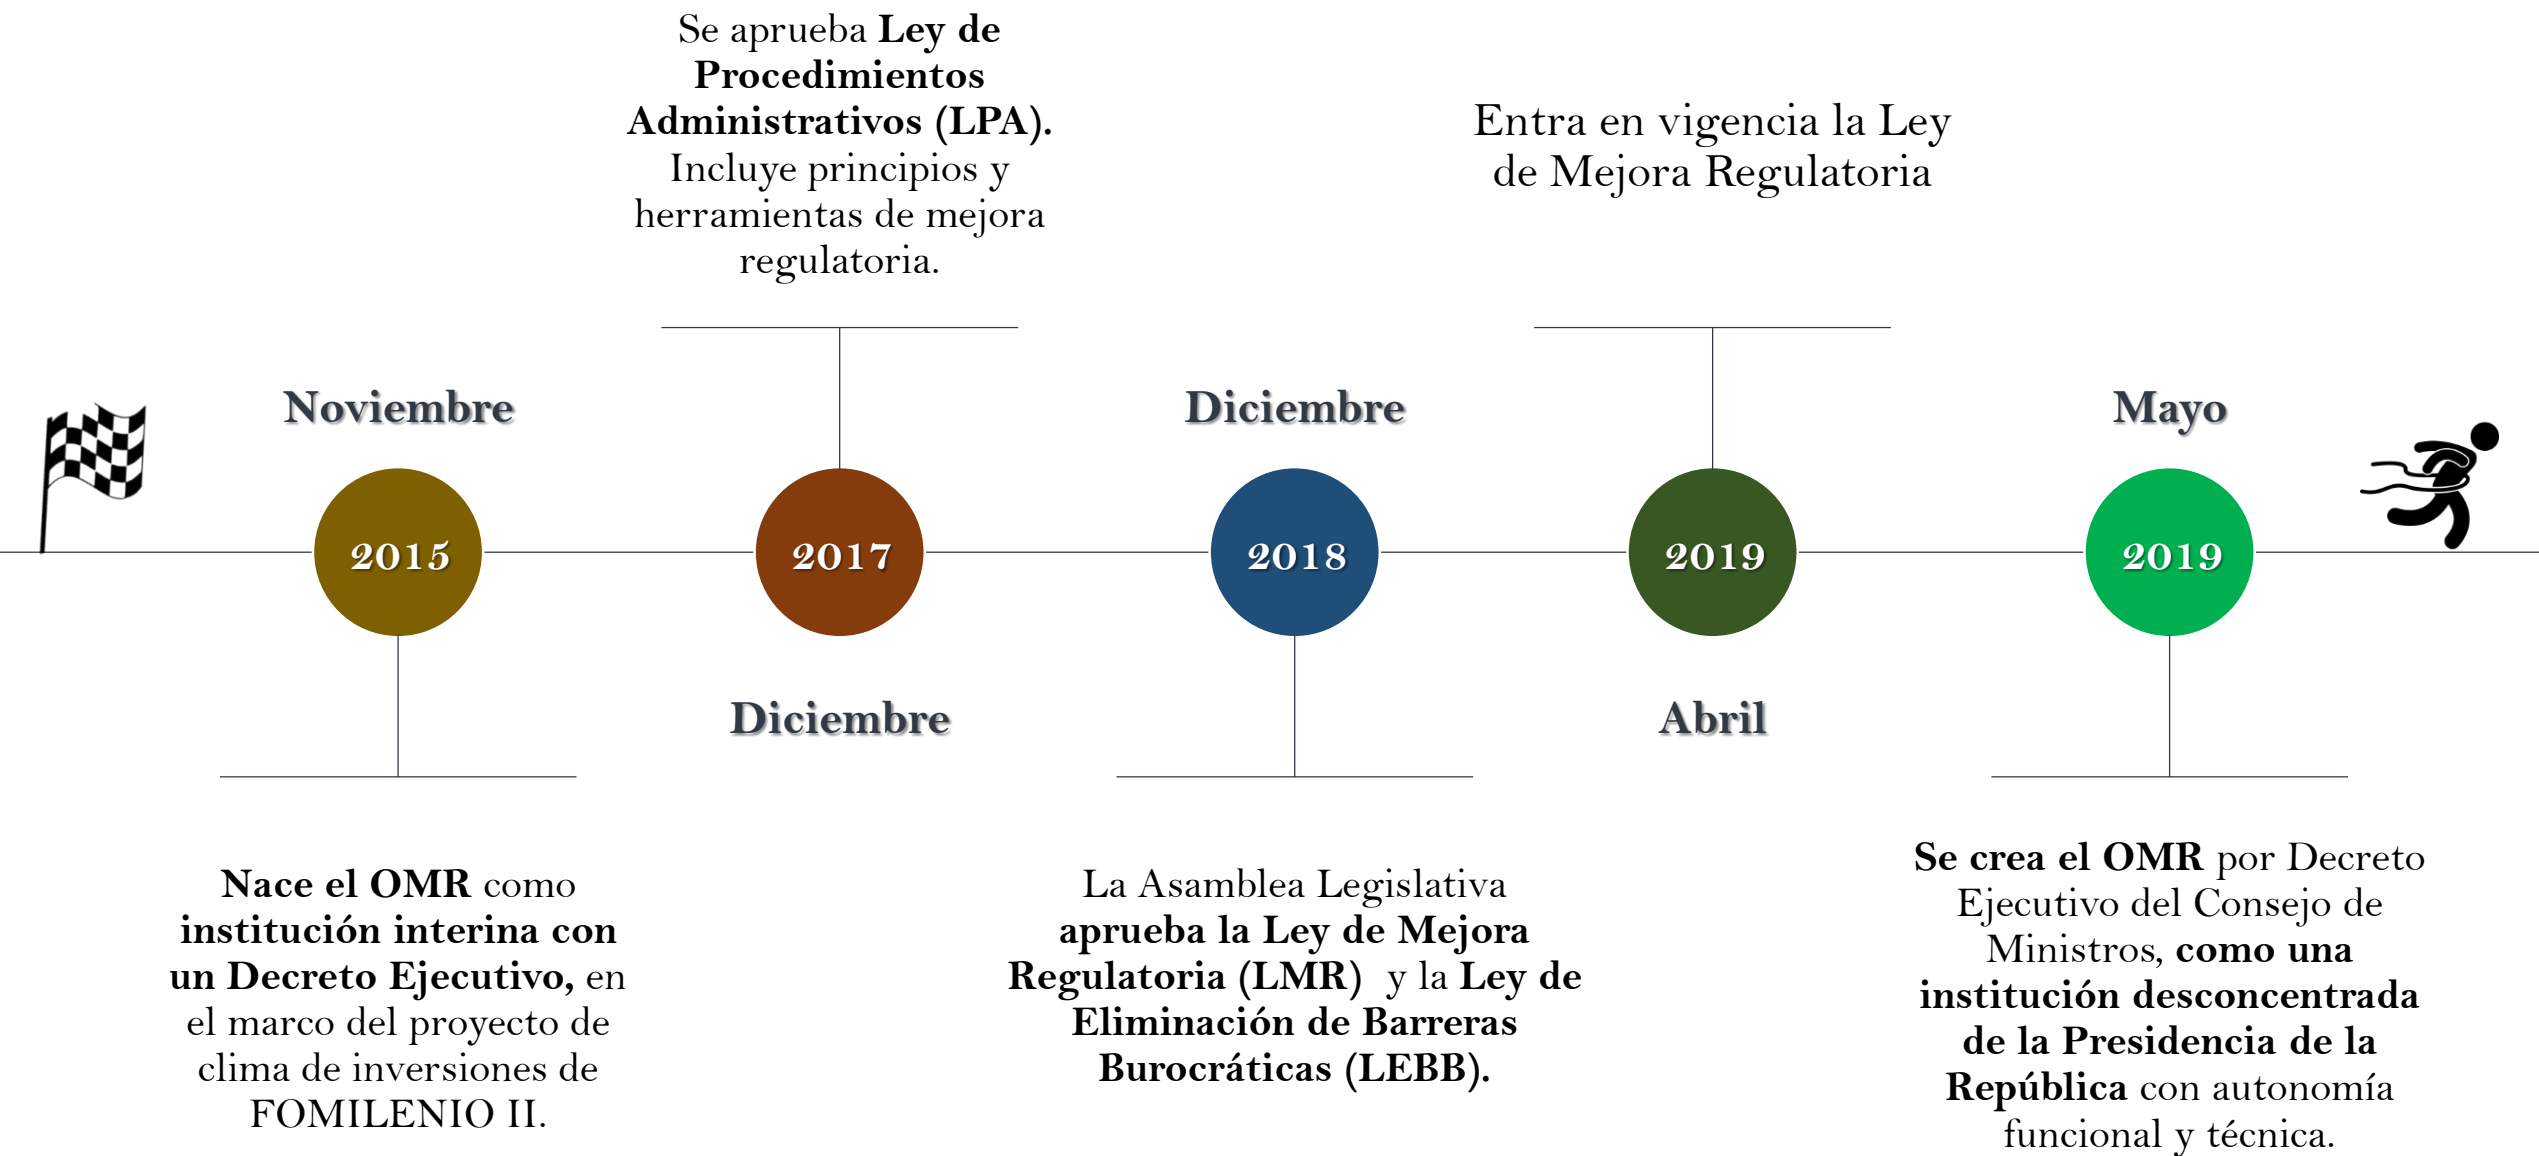 Noviembre
2015
Nace el OMR como
institución interina con
un Decreto Ejecutivo, en
el marco del proyecto de
clima de inversiones de
FOMILENIO II.
Se aprueba Ley de
Procedimientos
Administrativos (LPA).
Incluye principios y
herramientas de mejora
regulatoria.
2017
Diciembre
Diciembre
2018
La Asamblea Legislativa
aprueba la Ley de Mejora
Regulatoria (LMR) y la Ley de
Eliminación de Barreras
Burocráticas (LEBB).
Entra en vigencia la Ley
de Mejora Regulatoria
2019
Abril
Mayo
2019
Se crea el OMR por Decreto
Ejecutivo del Consejo de
Ministros, como una
institución desconcentrada
de la Presidencia de la
República con autonomía
funcional y técnica.